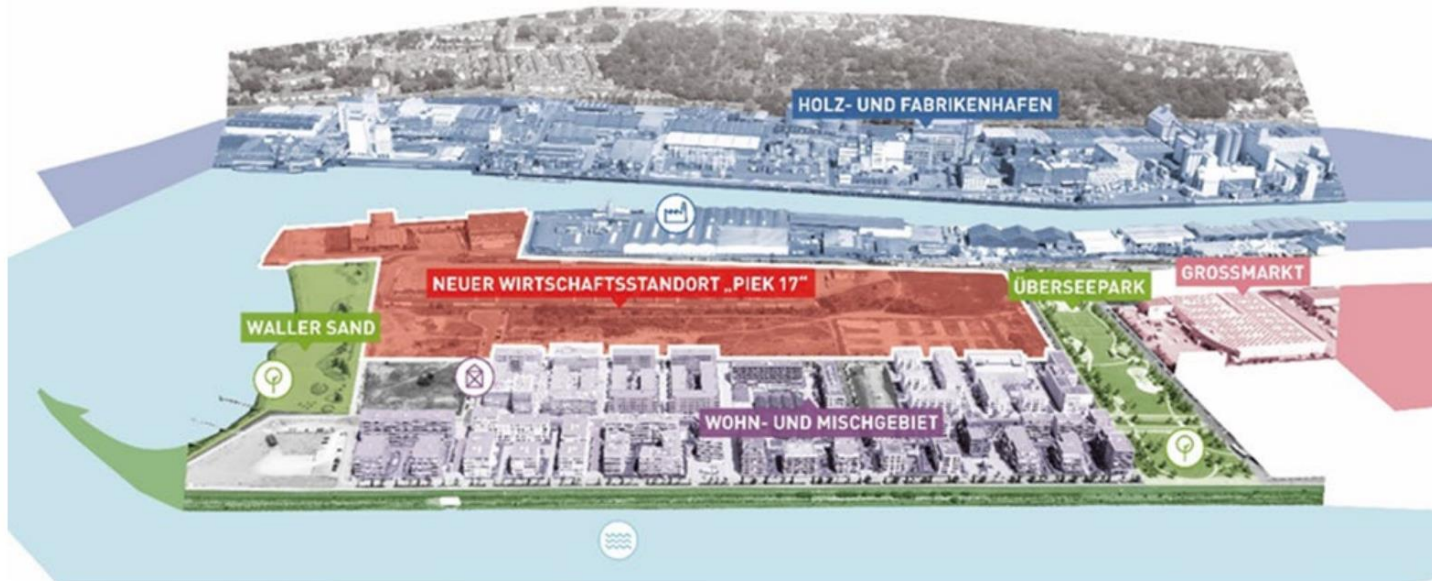 HOLZ- UND FABRIKENHAFEN
GROSSMARKT
NEUER WIRTSCHAFTSSTANDORT „PIEK 17“
ÜBERSEEPARK
WALLER SAND
WOHN- UND MISCHGEBIET